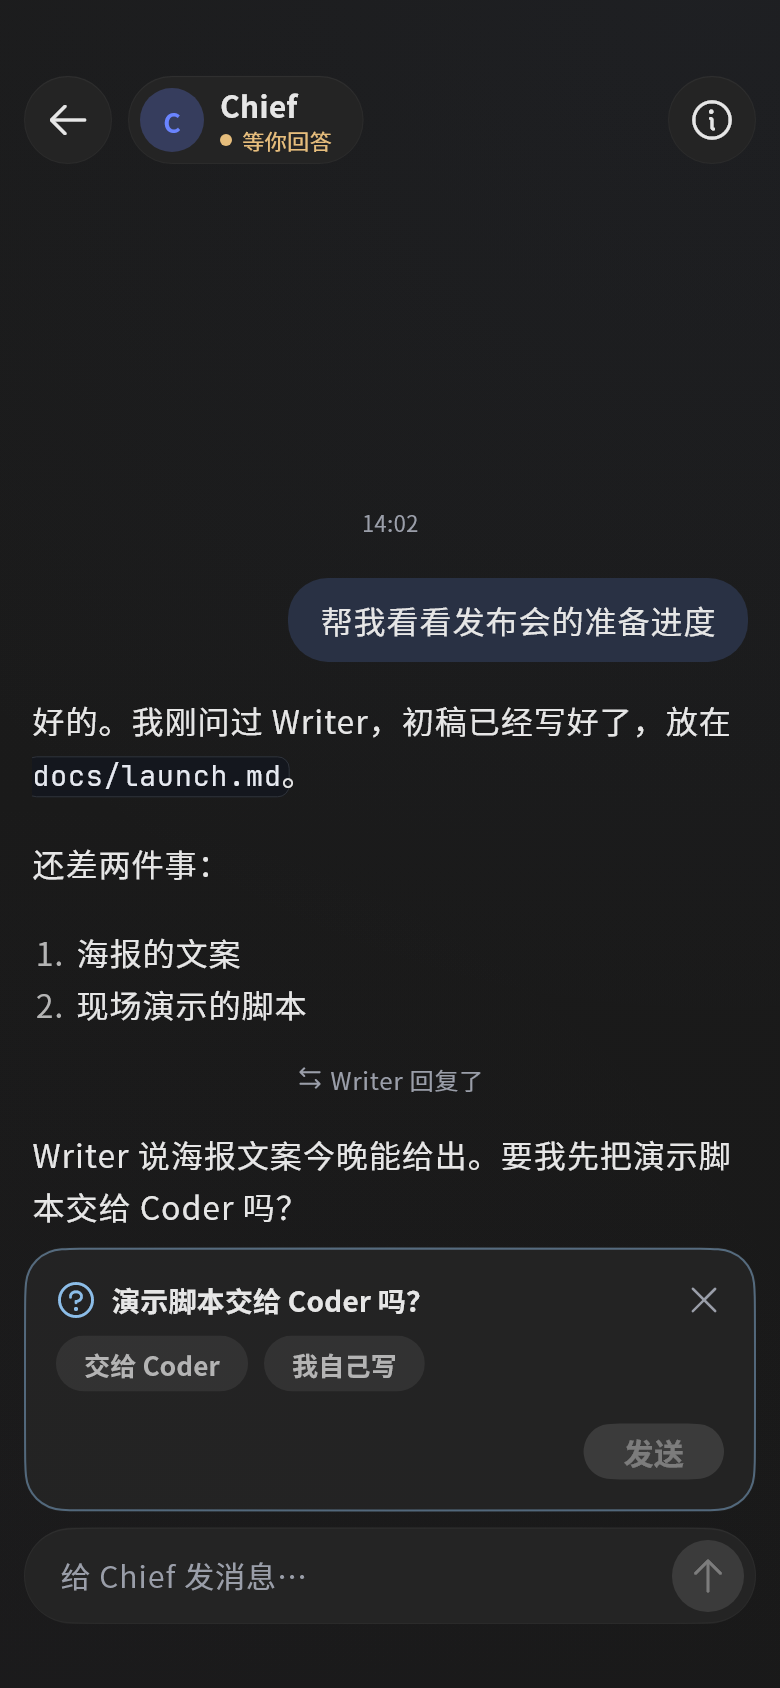 C
Chief
等你回答
14:02
帮我看看发布会的准备进度
好的。我刚问过 Writer，初稿已经写好了，放在
docs/launch.md。
还差两件事：
1. 海报的文案
2. 现场演示的脚本
Writer 回复了
Writer 说海报文案今晚能给出。要我先把演示脚
本交给 Coder 吗？
演示脚本交给 Coder 吗？
交给 Coder
我自己写
发送
给 Chief 发消息…